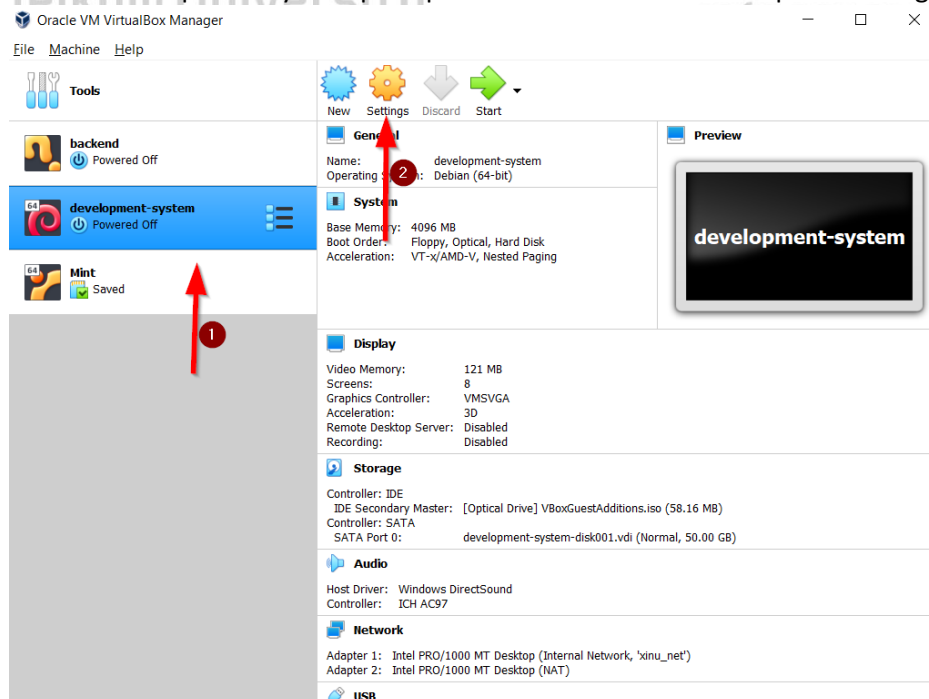 Oracle VM VirtualBox Manager
File Machine Help
Tools
New Settings Discard Start
backend
Powered Off
64
development-system
Powered Off
64
Mint
Saved
1
2
General
Name: development-system
Operating Debian (64-bit)
System
Base Memory: 4096 MB
Boot Order: Floppy, Optical, Hard Disk
Acceleration: VT-x/AMD-V, Nested Paging
Preview
development-system
Display
Video Memory: 121 MB
Screens: 8
Graphics Controller: VMSVGA
Acceleration: 3D
Remote Desktop Server: Disabled
Recording: Disabled
Storage
Controller: IDE
IDE Secondary Master: [Optical Drive] VBoxGuestAdditions.iso (58.16 MB)
Controller: SATA
SATA Port 0: development-system-disk001.vdi (Normal, 50.00 GB)
Audio
Host Driver: Windows DirectSound
Controller: ICH AC97
Network
Adapter 1: Intel PRO/1000 MT Desktop (Internal Network, 'xinu_net')
Adapter 2: Intel PRO/1000 MT Desktop (NAT)
USB